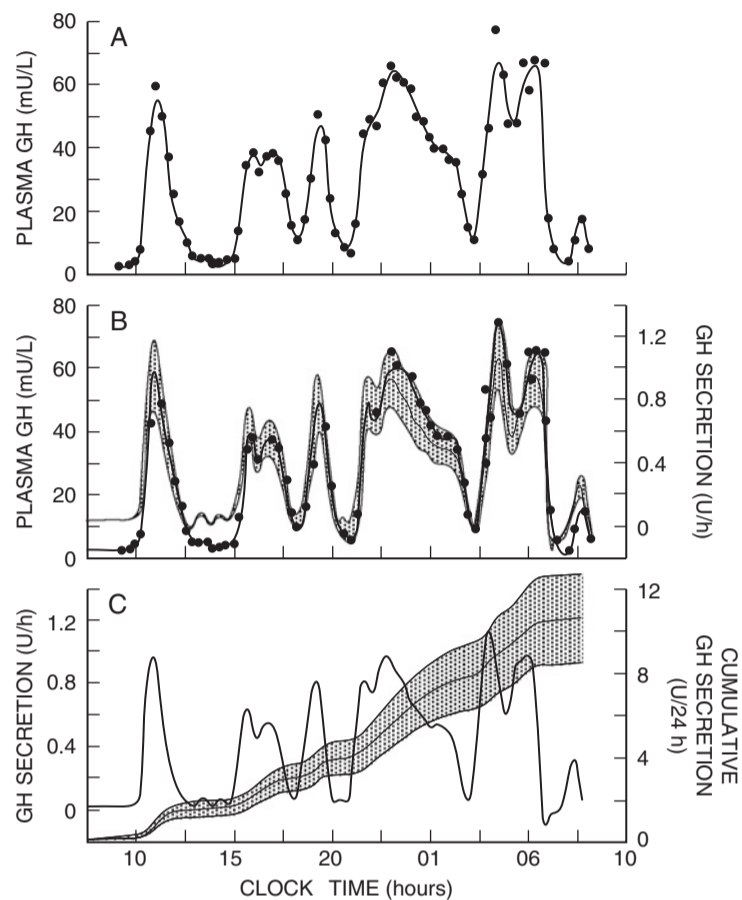 A
PLASMA GH (mU/L)
80
60
40
20
0
B
PLASMA GH (mU/L)
80
60
40
20
0
1.2
0.8
0.4
0
GH SECRETION (U/h)
C
GH SECRETION (U/h)
1.2
0.8
0.4
0
12
8
4
0
CUMULATIVE
GH SECRETION
(U/24 h)
10 15 20 01 06 10
CLOCK TIME (hours)